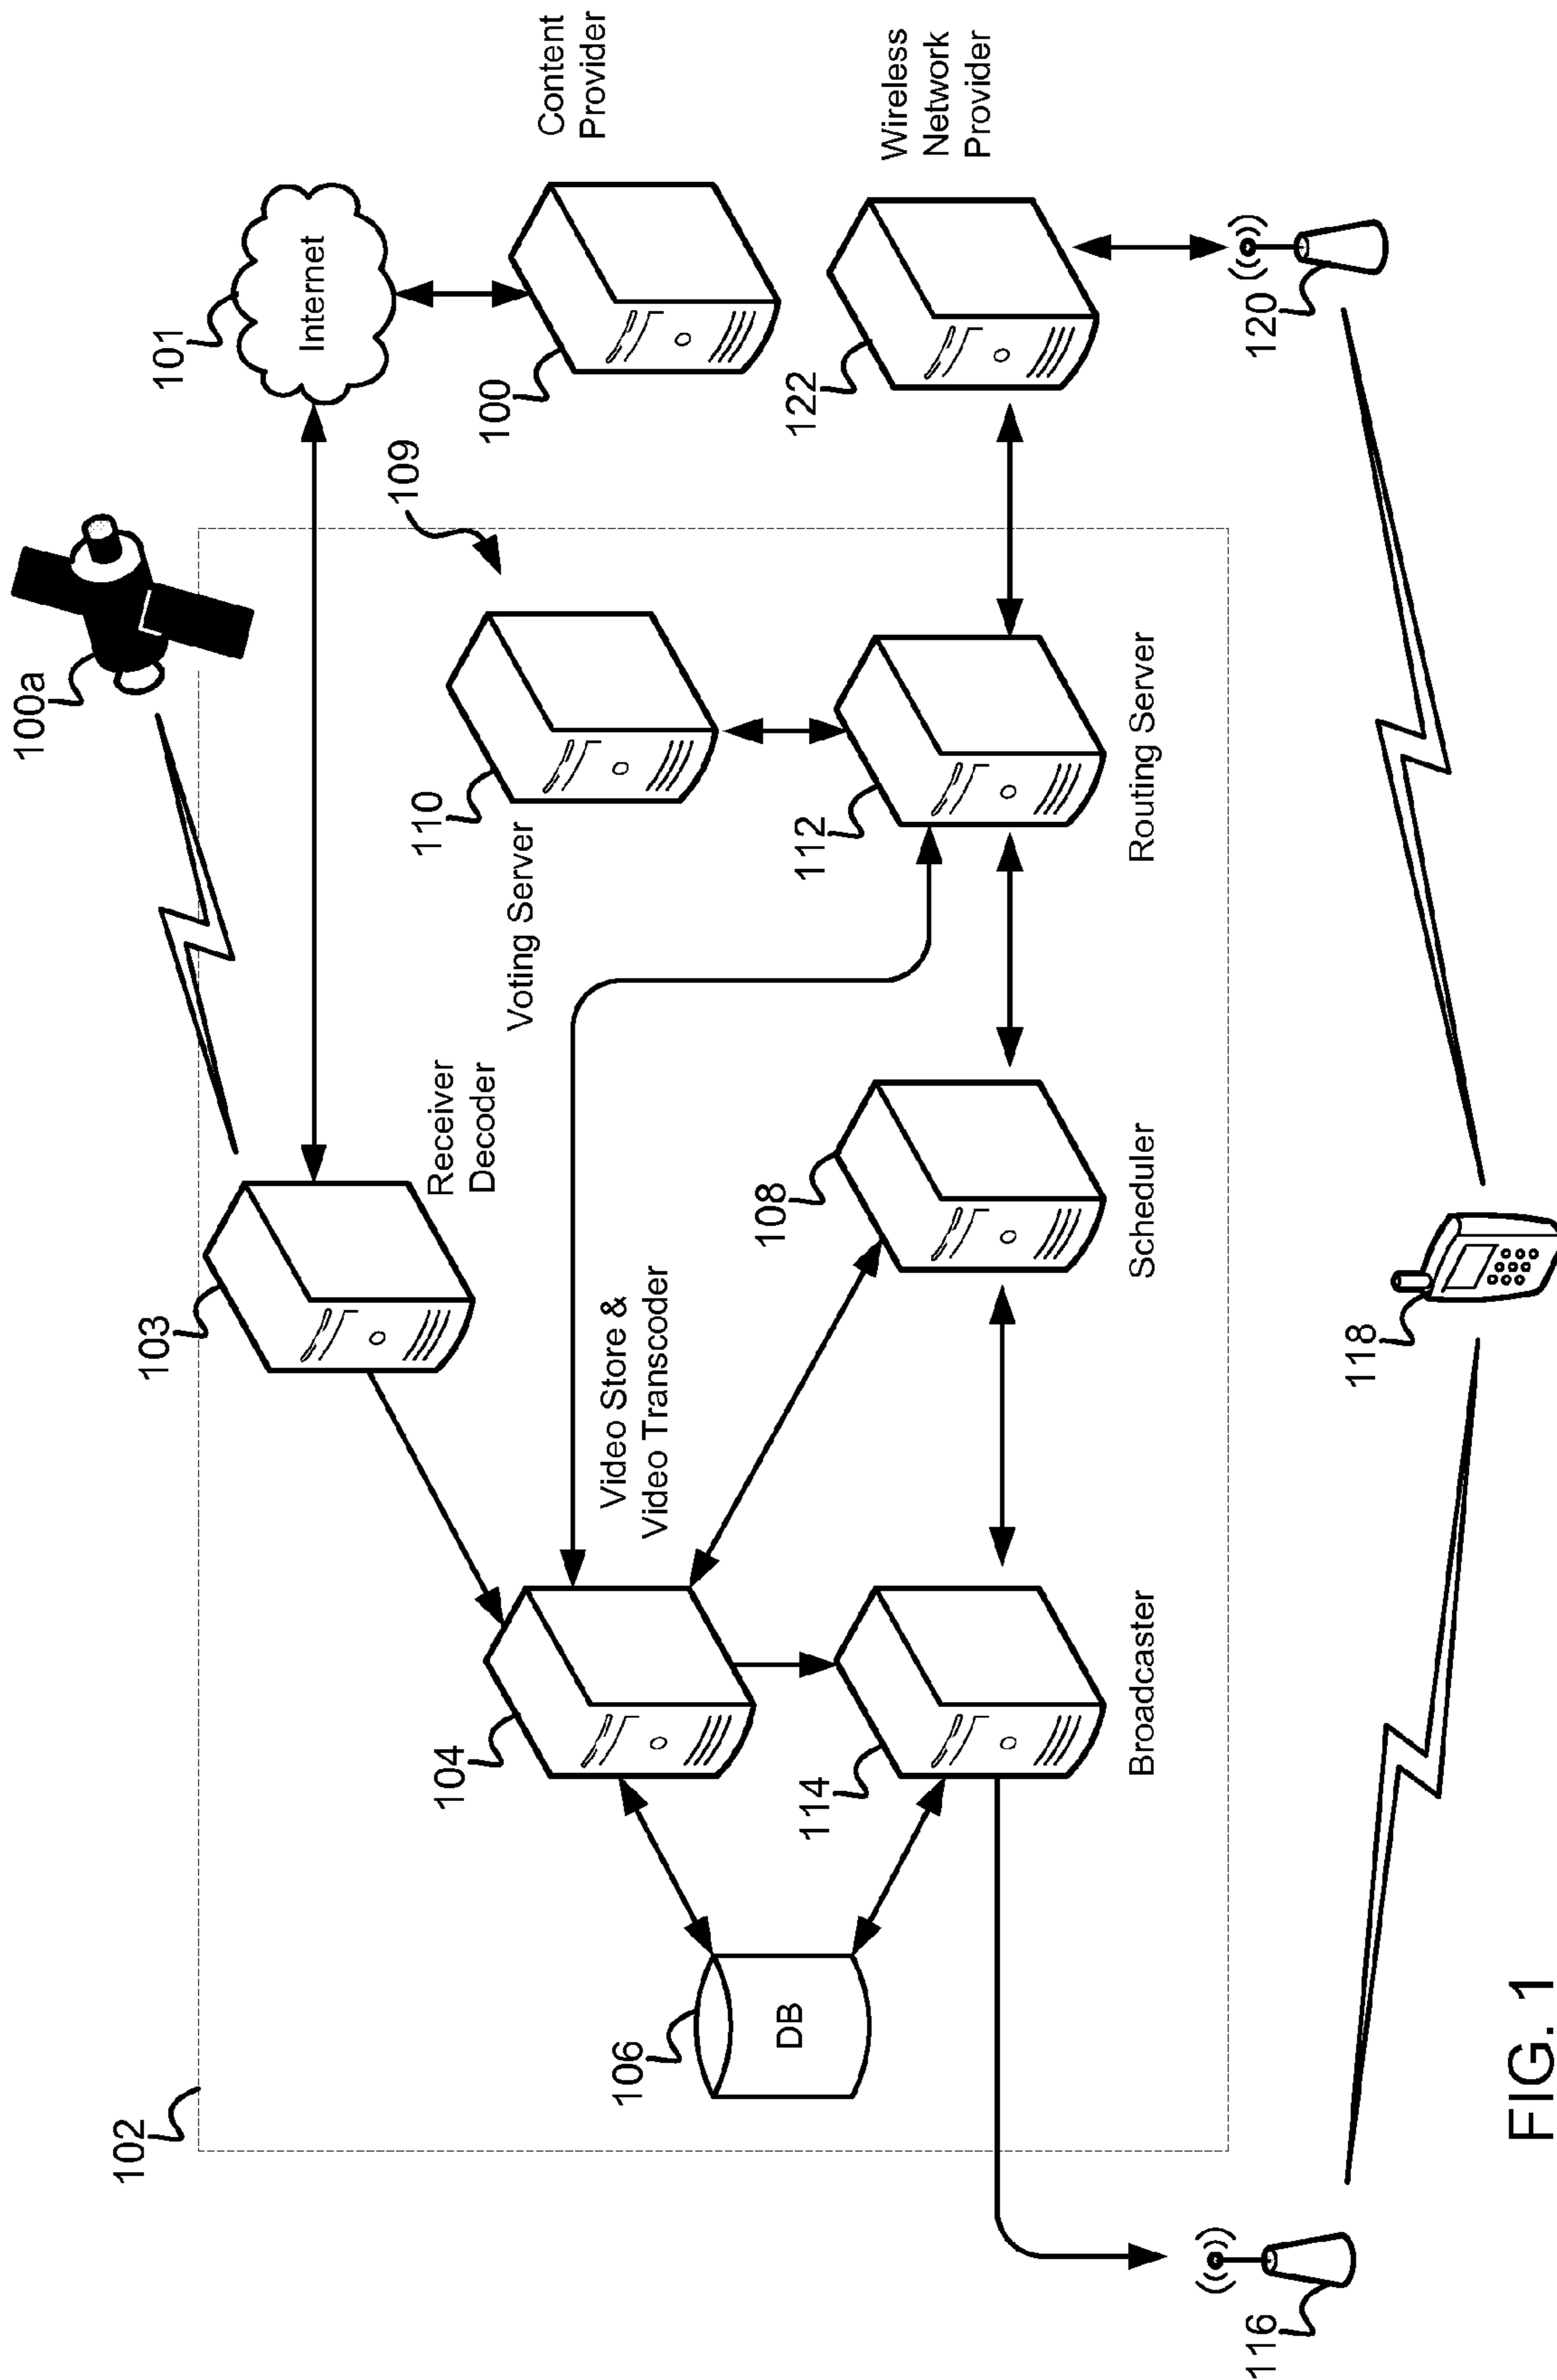 102
103
100a
101
Internet
109
Receiver
Decoder
110
Voting Server
100
Content
Provider
104
Video Store &
Video Transcoder
106
DB
114
Broadcaster
108
Scheduler
112
Routing Server
122
Wireless
Network
Provider
116
118
120
FIG. 1